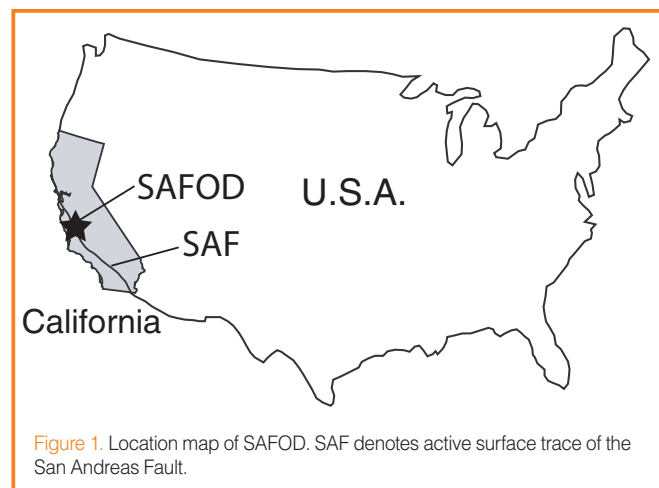 SAFOD
U.S.A.
SAF
California
Figure 1. Location map of SAFOD. SAF denotes active surface trace of the
San Andreas Fault.